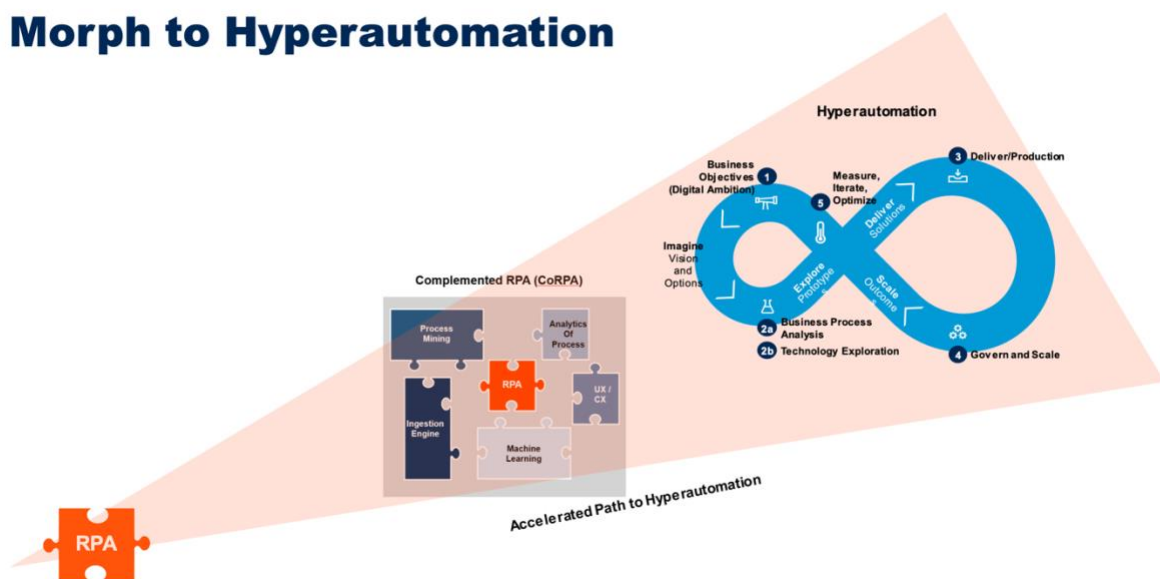 Morph to Hyperautomation
Hyperautomation
3 Deliver/Production
Business
Objectives
(Digital Ambition)
1
Measure,
Iterate,
Optimize
5
Deliver
Solutions
Imagine
Vision
and
Options
Explore
Prototype
s
Scale
Outcome
s
2a Business Process
Analysis
2b Technology Exploration
4 Govern and Scale
Complemented RPA (CoRPA)
Process
Mining
Analytics
Of
Process
RPA
UX /
CX
Ingestion
Engine
Machine
Learning
Accelerated Path to Hyperautomation
RPA